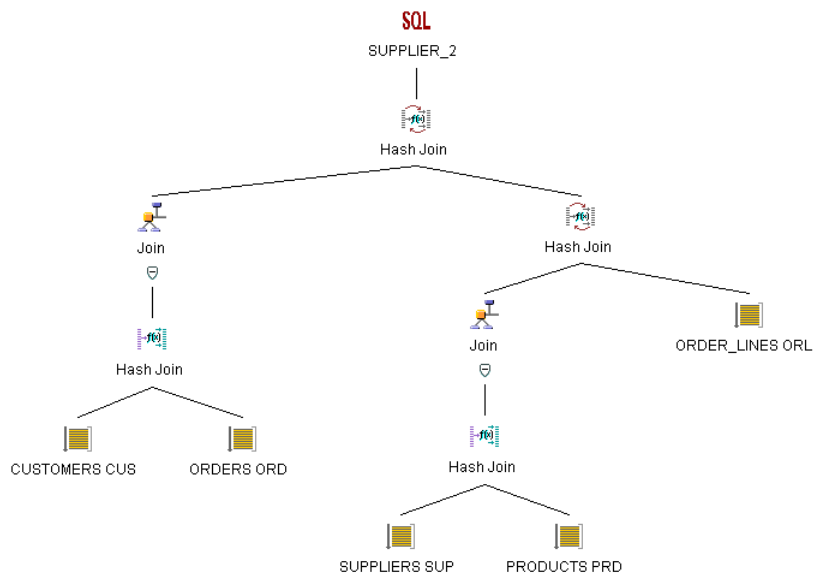 SQL
SUPPLIER_2
Hash Join
Join
Hash Join
Hash Join
Join
ORDER_LINES ORL
CUSTOMERS CUS
ORDERS ORD
Hash Join
SUPPLIERS SUP
PRODUCTS PRD